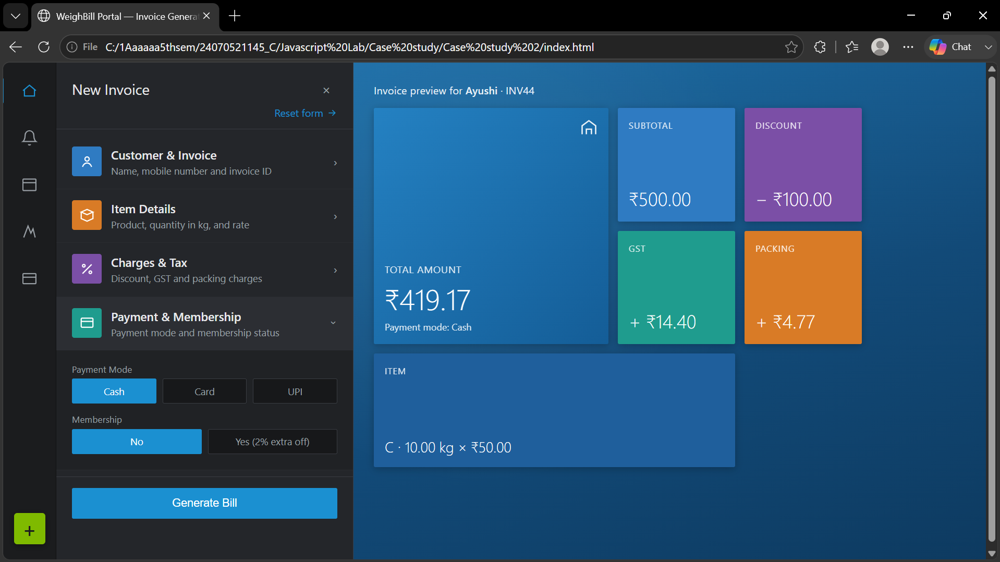 WeighBill Portal — Invoice Genera
File C:/1Aaaaaa5thsem/24070521145_C/Javascript%20Lab/Case%20study/Case%20study%202/index.html
Chat
New Invoice
Reset form →
Customer & Invoice
Name, mobile number and invoice ID
Item Details
Product, quantity in kg, and rate
Charges & Tax
Discount, GST and packing charges
Payment & Membership
Payment mode and membership status
Payment Mode
Cash
Card
UPI
Membership
No
Yes (2% extra off)
Generate Bill
Invoice preview for Ayushi · INV44
TOTAL AMOUNT
₹419.17
Payment mode: Cash
SUBTOTAL
₹500.00
DISCOUNT
− ₹100.00
GST
+ ₹14.40
PACKING
+ ₹4.77
ITEM
C · 10.00 kg × ₹50.00